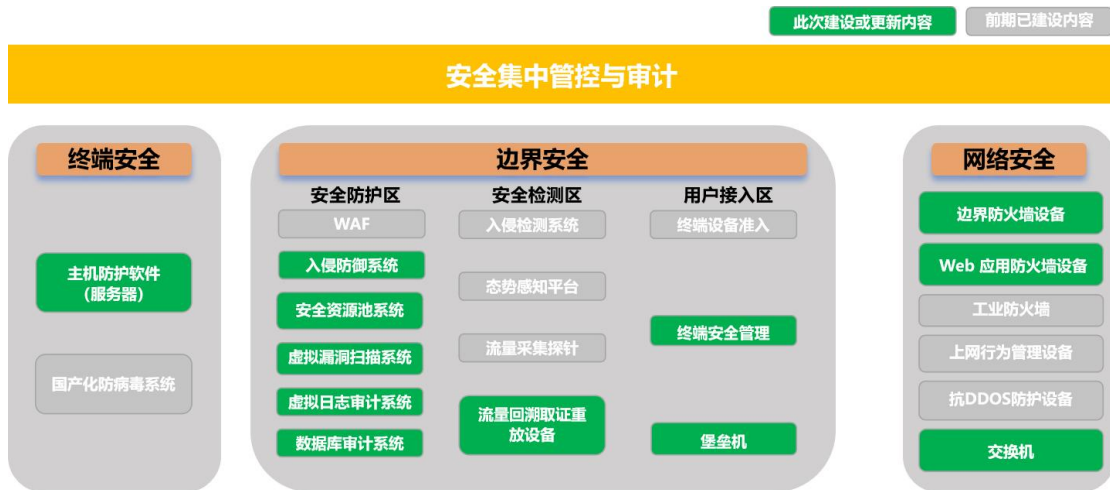 此次建设或更新内容
前期已建设内容
安全集中管控与审计
终端安全
主机防护软件
(服务器)
国产化防病毒系统
边界安全
安全防护区
WAF
入侵防御系统
安全资源池系统
虚拟漏洞扫描系统
虚拟日志审计系统
数据库审计系统
安全检测区
入侵检测系统
态势感知平台
流量采集探针
流量回溯取证重
放设备
用户接入区
终端设备准入
终端安全管理
堡垒机
网络安全
边界防火墙设备
Web 应用防火墙设备
工业防火墙
上网行为管理设备
抗DDOS防护设备
交换机